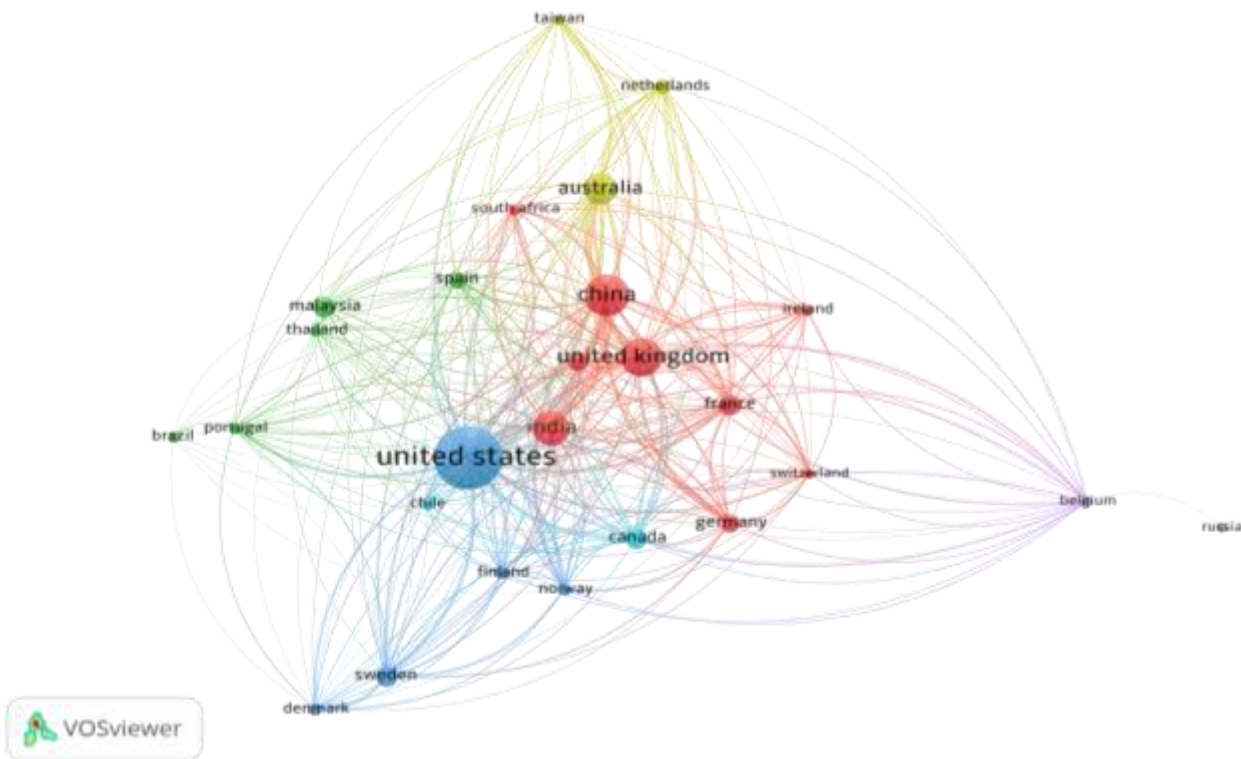 taiwan
netherlands
australia
south africa
spain
china
malaysia
ireland
thailand
united kingdom
france
india
portugal
brazil
united states
switzerland
chile
belgium
germany
russia
canada
finland
norway
sweden
denmark
VOSviewer